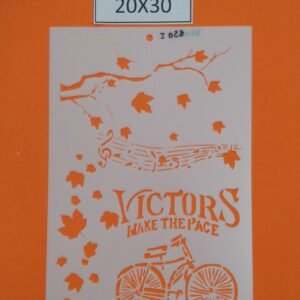 20X30
VICTORS
MAKE THE PACE